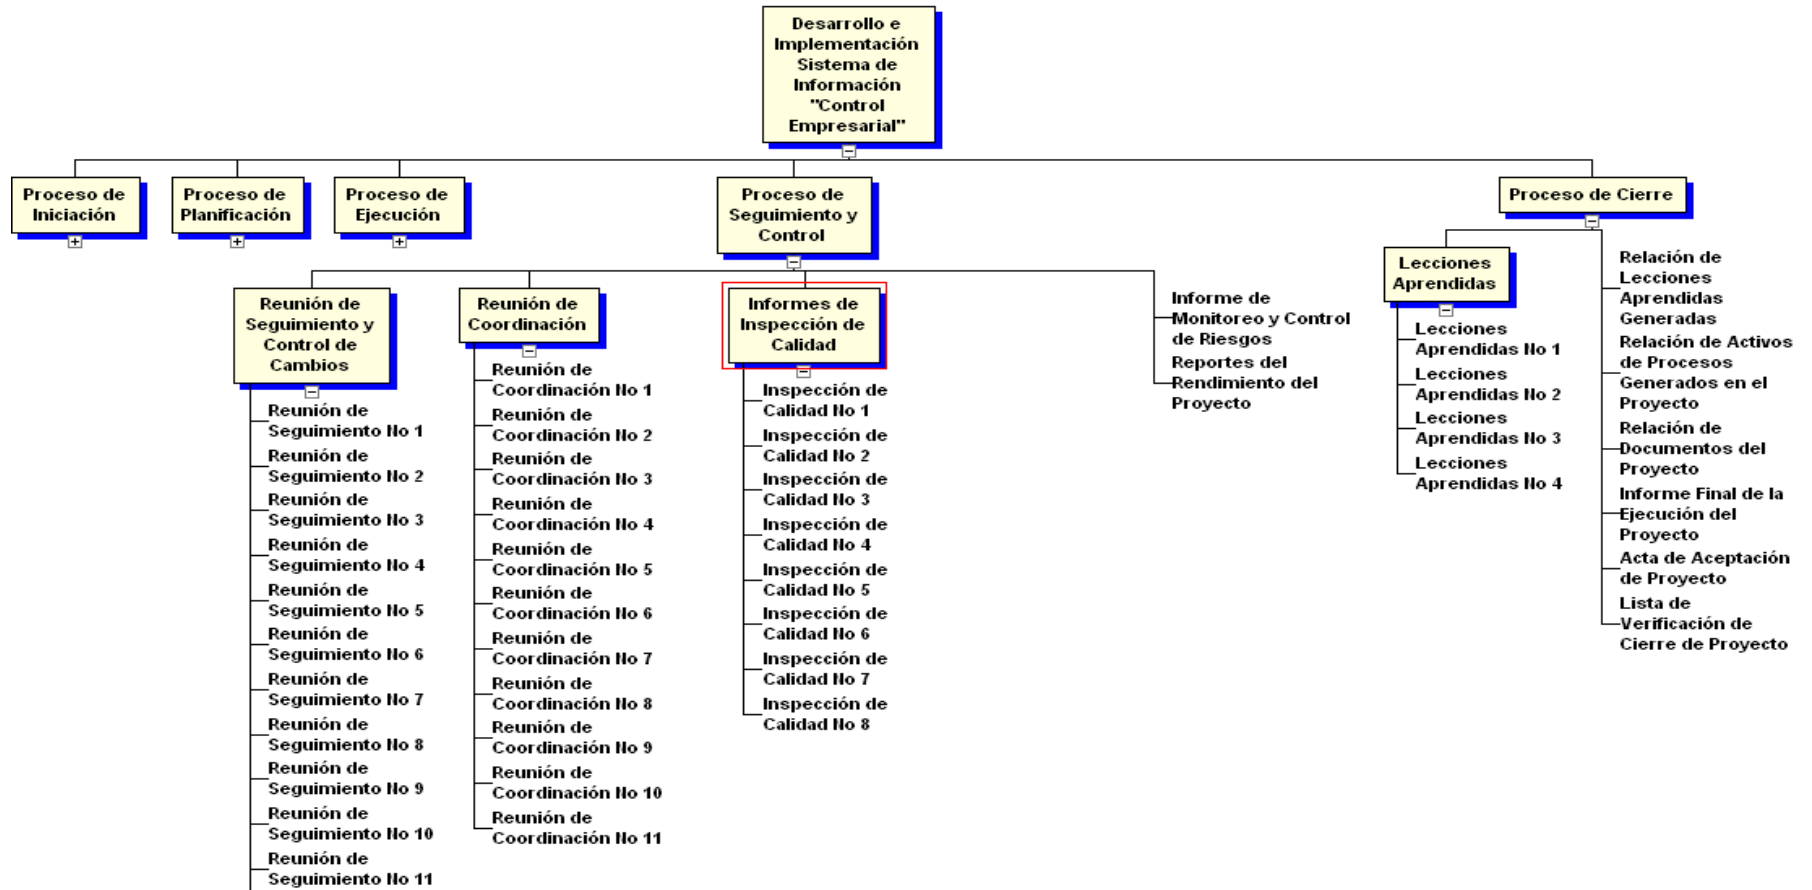 Desarrollo e
Implementación
Sistema de
Información
"Control
Empresarial"
Proceso de
Iniciación
Proceso de
Planificación
Proceso de
Ejecución
Proceso de
Seguimiento y
Control
Proceso de Cierre
Reunión de
Seguimiento y
Control de
Cambios
Reunión de
Seguimiento No 1
Reunión de
Seguimiento No 2
Reunión de
Seguimiento No 3
Reunión de
Seguimiento No 4
Reunión de
Seguimiento No 5
Reunión de
Seguimiento No 6
Reunión de
Seguimiento No 7
Reunión de
Seguimiento No 8
Reunión de
Seguimiento No 9
Reunión de
Seguimiento No 10
Reunión de
Seguimiento No 11
Reunión de
Coordinación
Reunión de
Coordinación No 1
Reunión de
Coordinación No 2
Reunión de
Coordinación No 3
Reunión de
Coordinación No 4
Reunión de
Coordinación No 5
Reunión de
Coordinación No 6
Reunión de
Coordinación No 7
Reunión de
Coordinación No 8
Reunión de
Coordinación No 9
Reunión de
Coordinación No 10
Reunión de
Coordinación No 11
Informes de
Inspección de
Calidad
Inspección de
Calidad No 1
Inspección de
Calidad No 2
Inspección de
Calidad No 3
Inspección de
Calidad No 4
Inspección de
Calidad No 5
Inspección de
Calidad No 6
Inspección de
Calidad No 7
Inspección de
Calidad No 8
Informe de
Monitoreo y Control
de Riesgos
Reportes del
Rendimiento del
Proyecto
Lecciones
Aprendidas
Lecciones
Aprendidas No 1
Lecciones
Aprendidas No 2
Lecciones
Aprendidas No 3
Lecciones
Aprendidas No 4
Relación de
Lecciones
Aprendidas
Generadas
Relación de Activos
de Procesos
Generados en el
Proyecto
Relación de
Documentos del
Proyecto
Informe Final de la
Ejecución del
Proyecto
Acta de Aceptación
de Proyecto
Lista de
Verificación de
Cierre de Proyecto